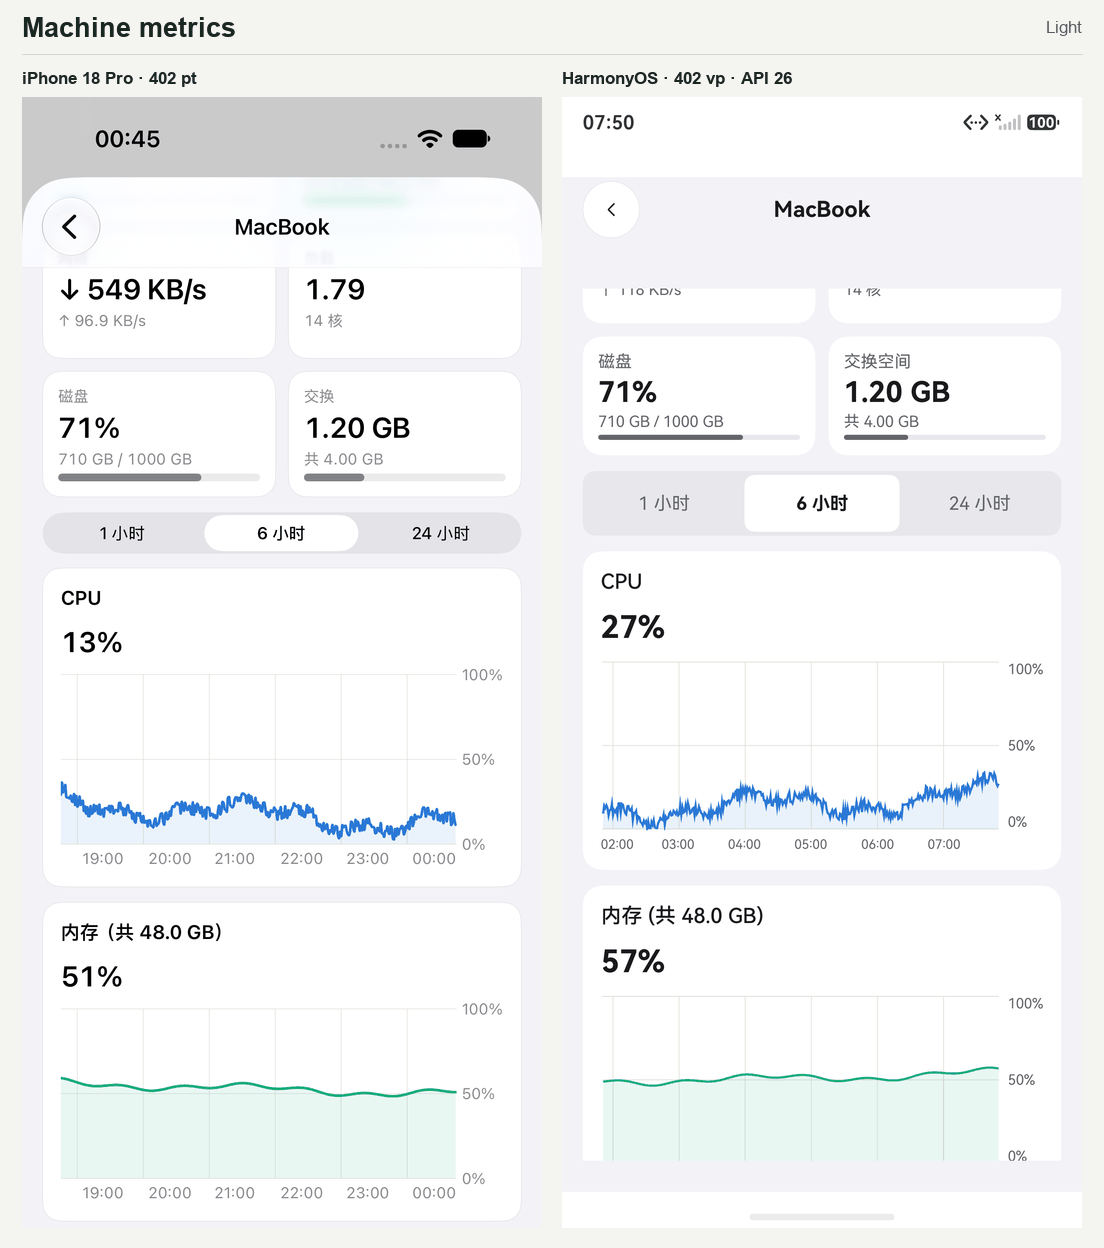 Machine metrics
Light
iPhone 18 Pro · 402 pt
00:45
MacBook
↓ 549 KB/s
↑ 96.9 KB/s
1.79
14 核
磁盘
71%
710 GB / 1000 GB
交换
1.20 GB
共 4.00 GB
1 小时
6 小时
24 小时
CPU
13%
100%
50%
0%
19:00 20:00 21:00 22:00 23:00 00:00
内存（共 48.0 GB）
51%
100%
50%
0%
19:00 20:00 21:00 22:00 23:00 00:00
HarmonyOS · 402 vp · API 26
07:50
100
MacBook
↑ 118 KB/s
14 核
磁盘
71%
710 GB / 1000 GB
交换空间
1.20 GB
共 4.00 GB
1 小时
6 小时
24 小时
CPU
27%
100%
50%
0%
02:00 03:00 04:00 05:00 06:00 07:00
内存 (共 48.0 GB)
57%
100%
50%
0%